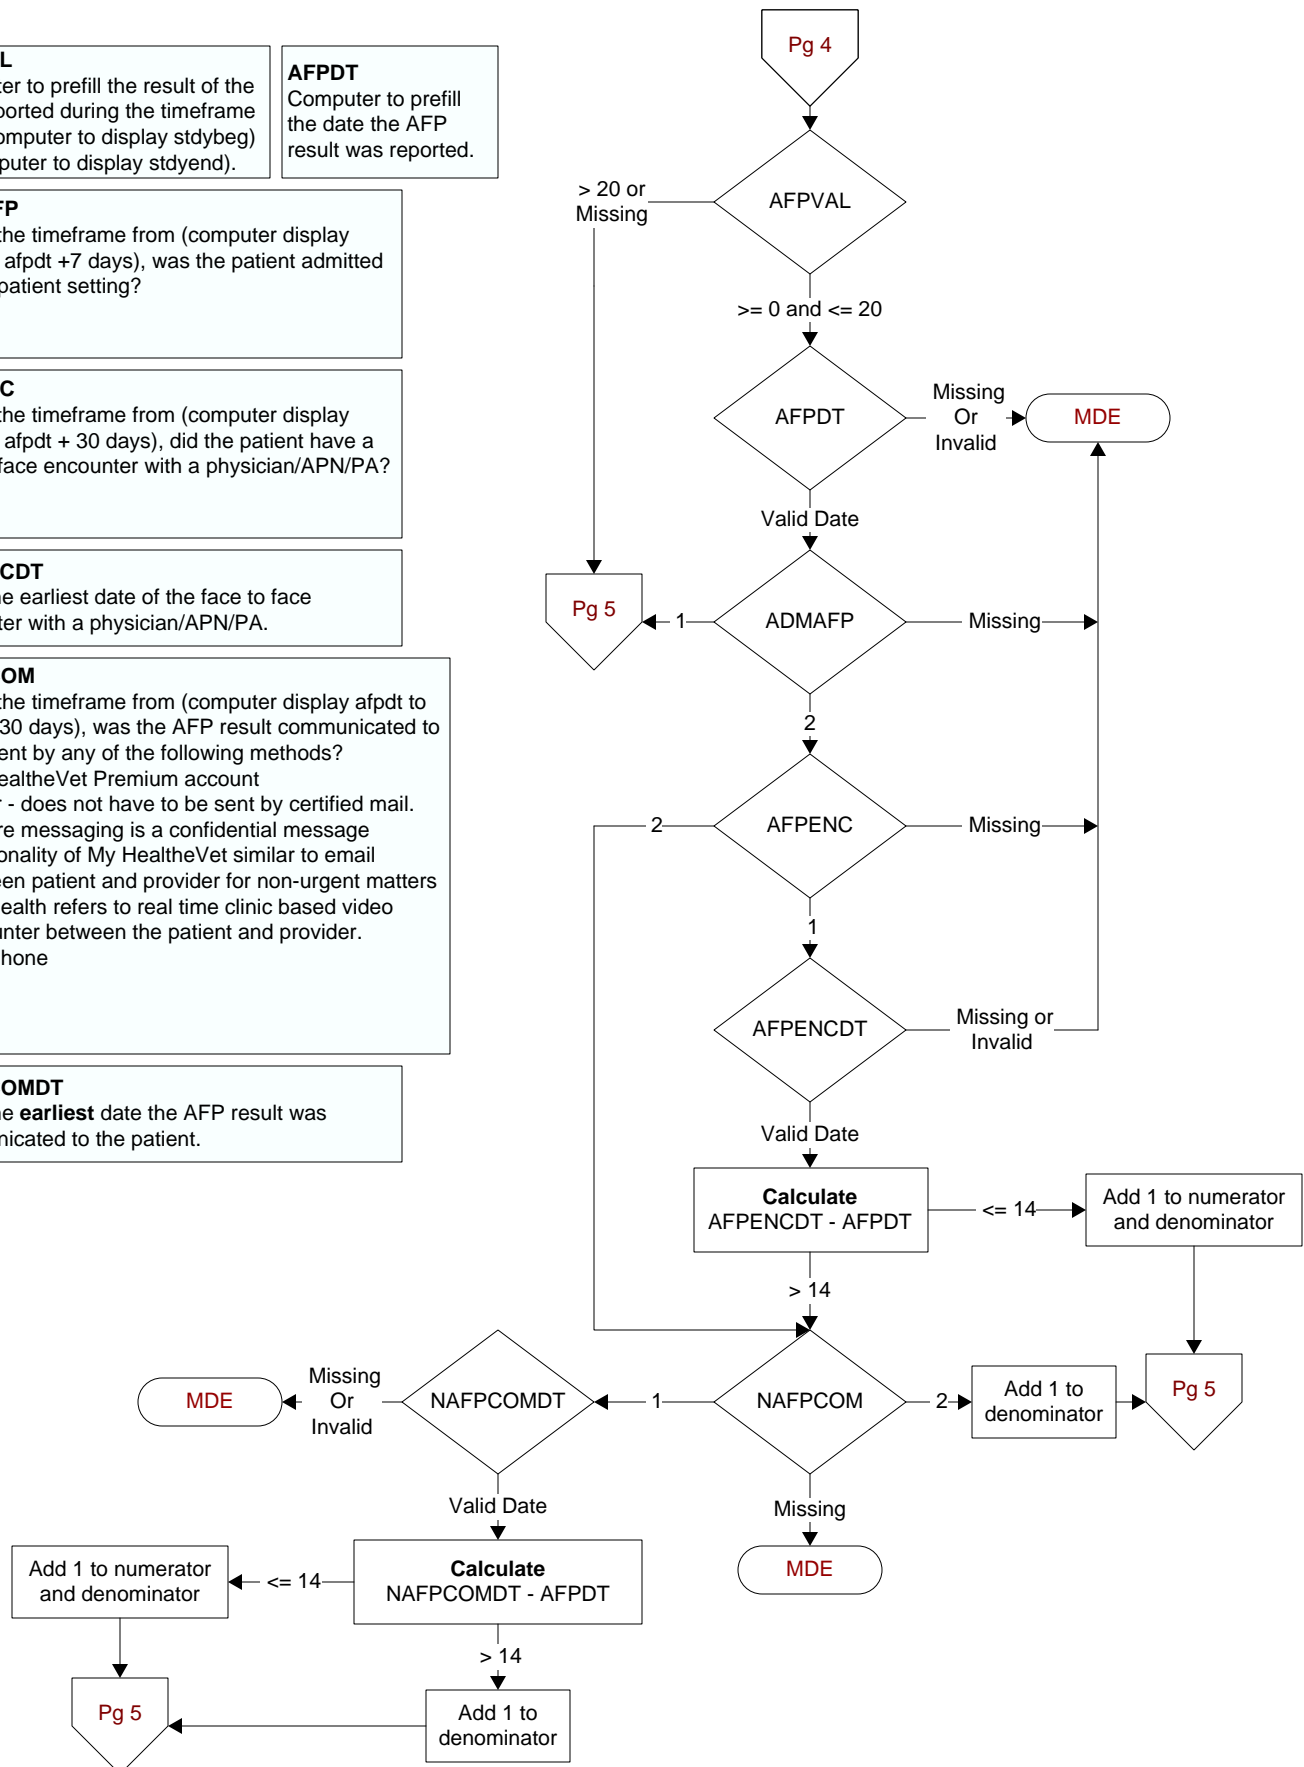 L
ter to prefill the result of the
ported during the timeframe
omputer to display stdybeg)
puter to display stdyend).
AFPDT
Computer to prefill
the date the AFP
result was reported.
FP
the timeframe from (computer display
afpdt +7 days), was the patient admitted
patient setting?
C
the timeframe from (computer display
afpdt + 30 days), did the patient have a
face encounter with a physician/APN/PA?
CDT
he earliest date of the face to face
ter with a physician/APN/PA.
OM
the timeframe from (computer display afpdt to
30 days), was the AFP result communicated to
ent by any of the following methods?
ealtheVet Premium account
r - does not have to be sent by certified mail.
re messaging is a confidential message
onality of My HealtheVet similar to email
een patient and provider for non-urgent matters
health refers to real time clinic based video
unter between the patient and provider.
hone
OMDT
he earliest date the AFP result was
nicated to the patient.
Pg 4
AFPVAL
> 20 or
Missing
>= 0 and <= 20
AFPDT
Missing
Or
Invalid
MDE
Valid Date
Pg 5
1
ADMAFP
Missing
2
AFPENC
2
Missing
1
AFPENCDT
Missing or
Invalid
Valid Date
Calculate
AFPENCDT - AFPDT
<= 14
Add 1 to numerator
and denominator
> 14
MDE
Missing
Or
Invalid
NAFPCOMDT
1
NAFPCOM
2
Add 1 to
denominator
Pg 5
Valid Date
Missing
MDE
Add 1 to numerator
and denominator
<= 14
Calculate
NAFPCOMDT - AFPDT
> 14
Pg 5
Add 1 to
denominator